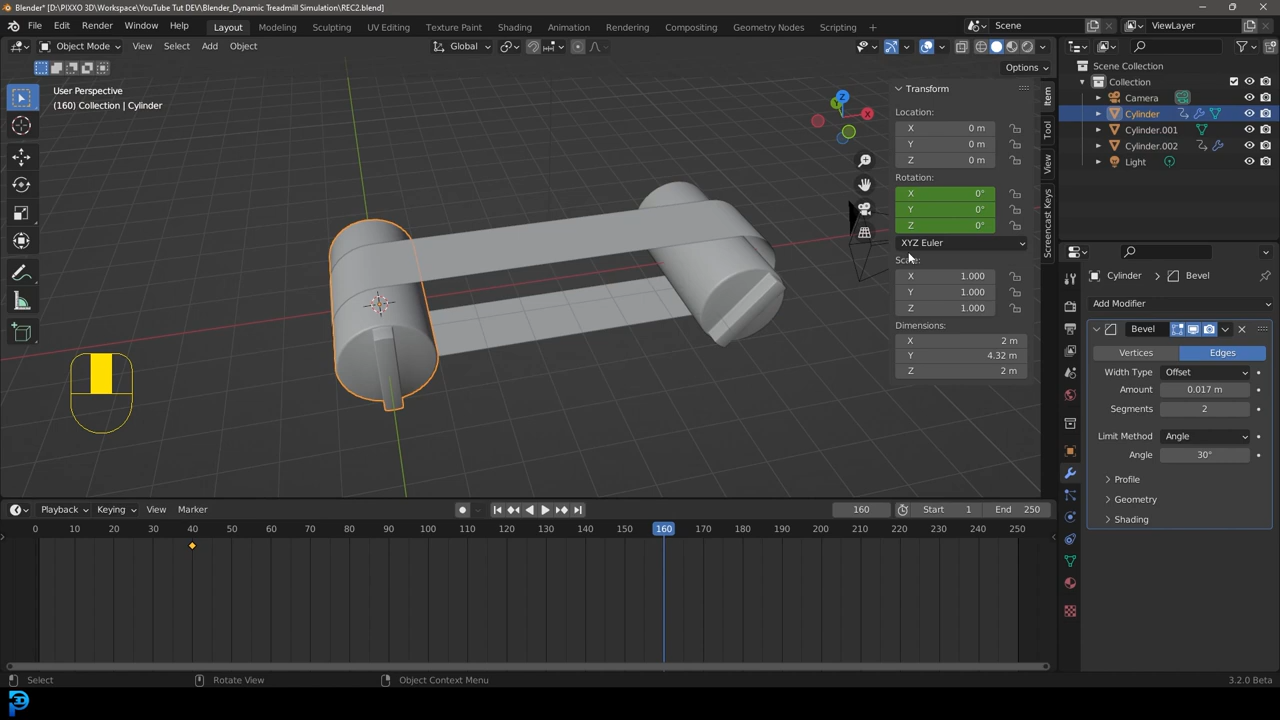 Blender* [D:\PIXXO 3D\Workspace\YouTube Tut DEV\Blender_Dynamic Treadmill Simulation\REC2.blend]
File Edit Render Window Help Layout Modeling Sculpting UV Editing Texture Paint Shading Animation Rendering Compositing Geometry Nodes Scripting Scene ViewLayer
Object Mode View Select Add Object Global
Options
User Perspective
(160) Collection | Cylinder
Z
X
Y
Transform
Location:
X 0 m
Y 0 m
Z 0 m
Rotation:
X 0°
Y 0°
Z 0°
XYZ Euler
Scale:
X 1.000
Y 1.000
Z 1.000
Dimensions:
X 2 m
Y 4.32 m
Z 2 m
Item
Tool
View
Screencast Keys
Scene Collection
Collection
Camera
Cylinder
Cylinder.001
Cylinder.002
Light
Cylinder > Bevel
Add Modifier
Bevel
Vertices Edges
Width Type Offset
Amount 0.017 m
Segments 2
Limit Method Angle
Angle 30°
Profile
Geometry
Shading
Playback Keying View Marker 160 Start 1 End 250
0 10 20 30 40 50 60 70 80 90 100 110 120 130 140 150 160 170 180 190 200 210 220 230 240 250
Select Rotate View Object Context Menu 3.2.0 Beta